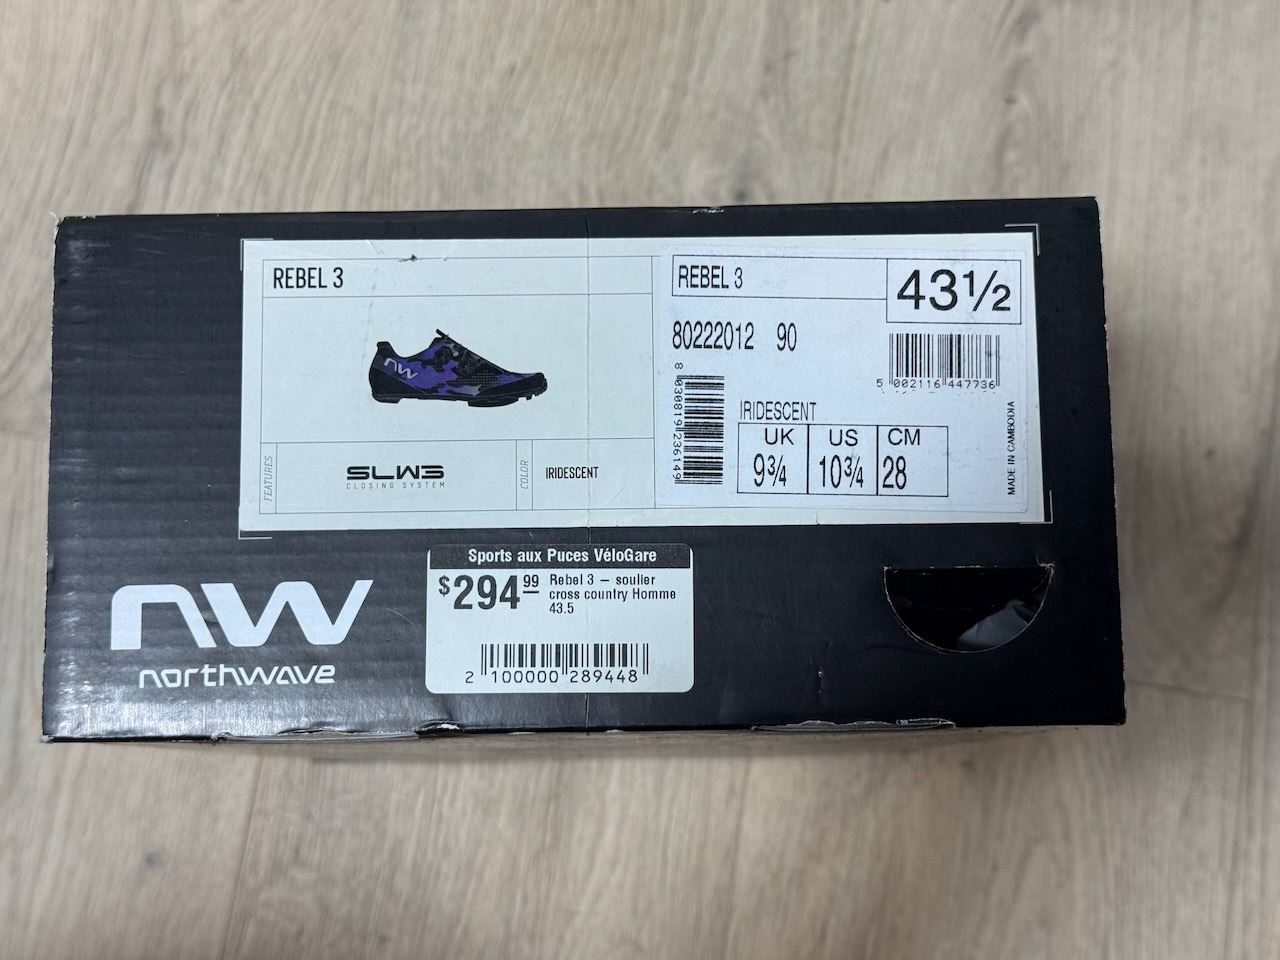 REBEL 3
nw
FEATURES
SLW3
CLOSING SYSTEM
COLOR
IRIDESCENT
REBEL 3
43½
80222012 90
5 002116 447736
8 030819 236149
IRIDESCENT
UK US CM
9¾ 10¾ 28
MADE IN CAMBODIA
nw
northwave
Sports aux Puces VéloGare
$294.99
Rebel 3 – soulier
cross country Homme
43.5
2 100000 289448